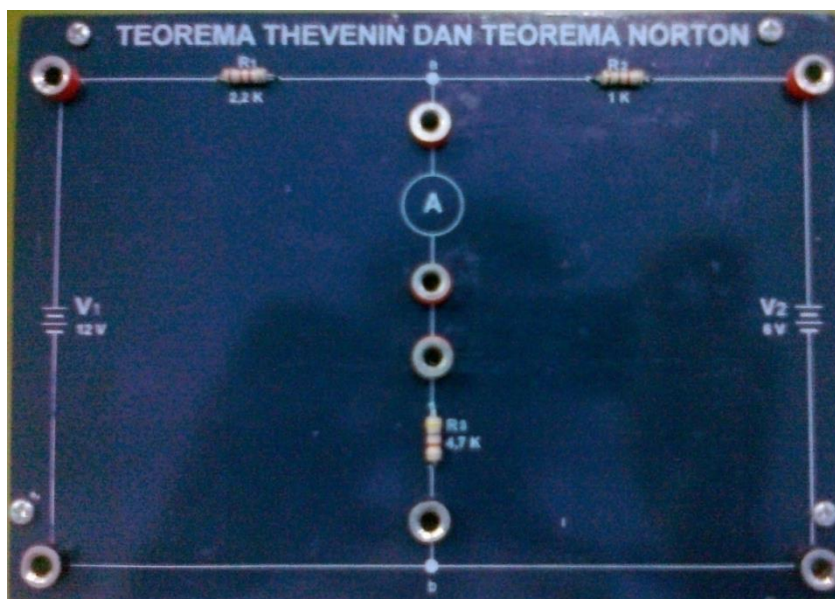 TEOREMA THEVENIN DAN TEOREMA NORTON
R1
2,2 K
a
R2
1 K
A
V1
12 V
V2
6 V
R3
4,7 K
b